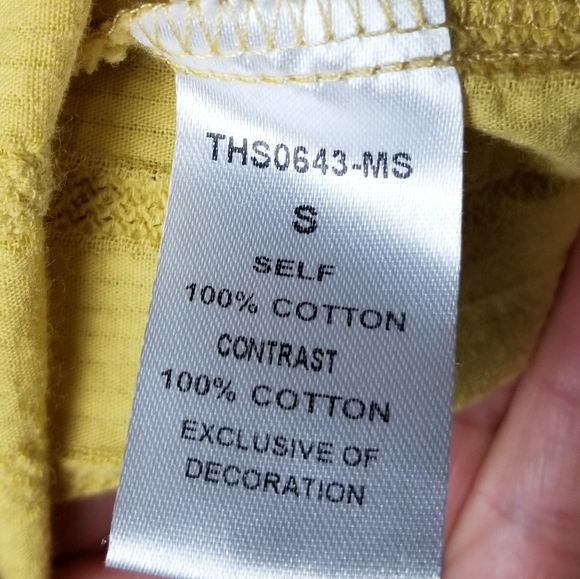 THS0643-MS
S
SELF
100% COTTON
CONTRAST
100% COTTON
EXCLUSIVE OF
DECORATION